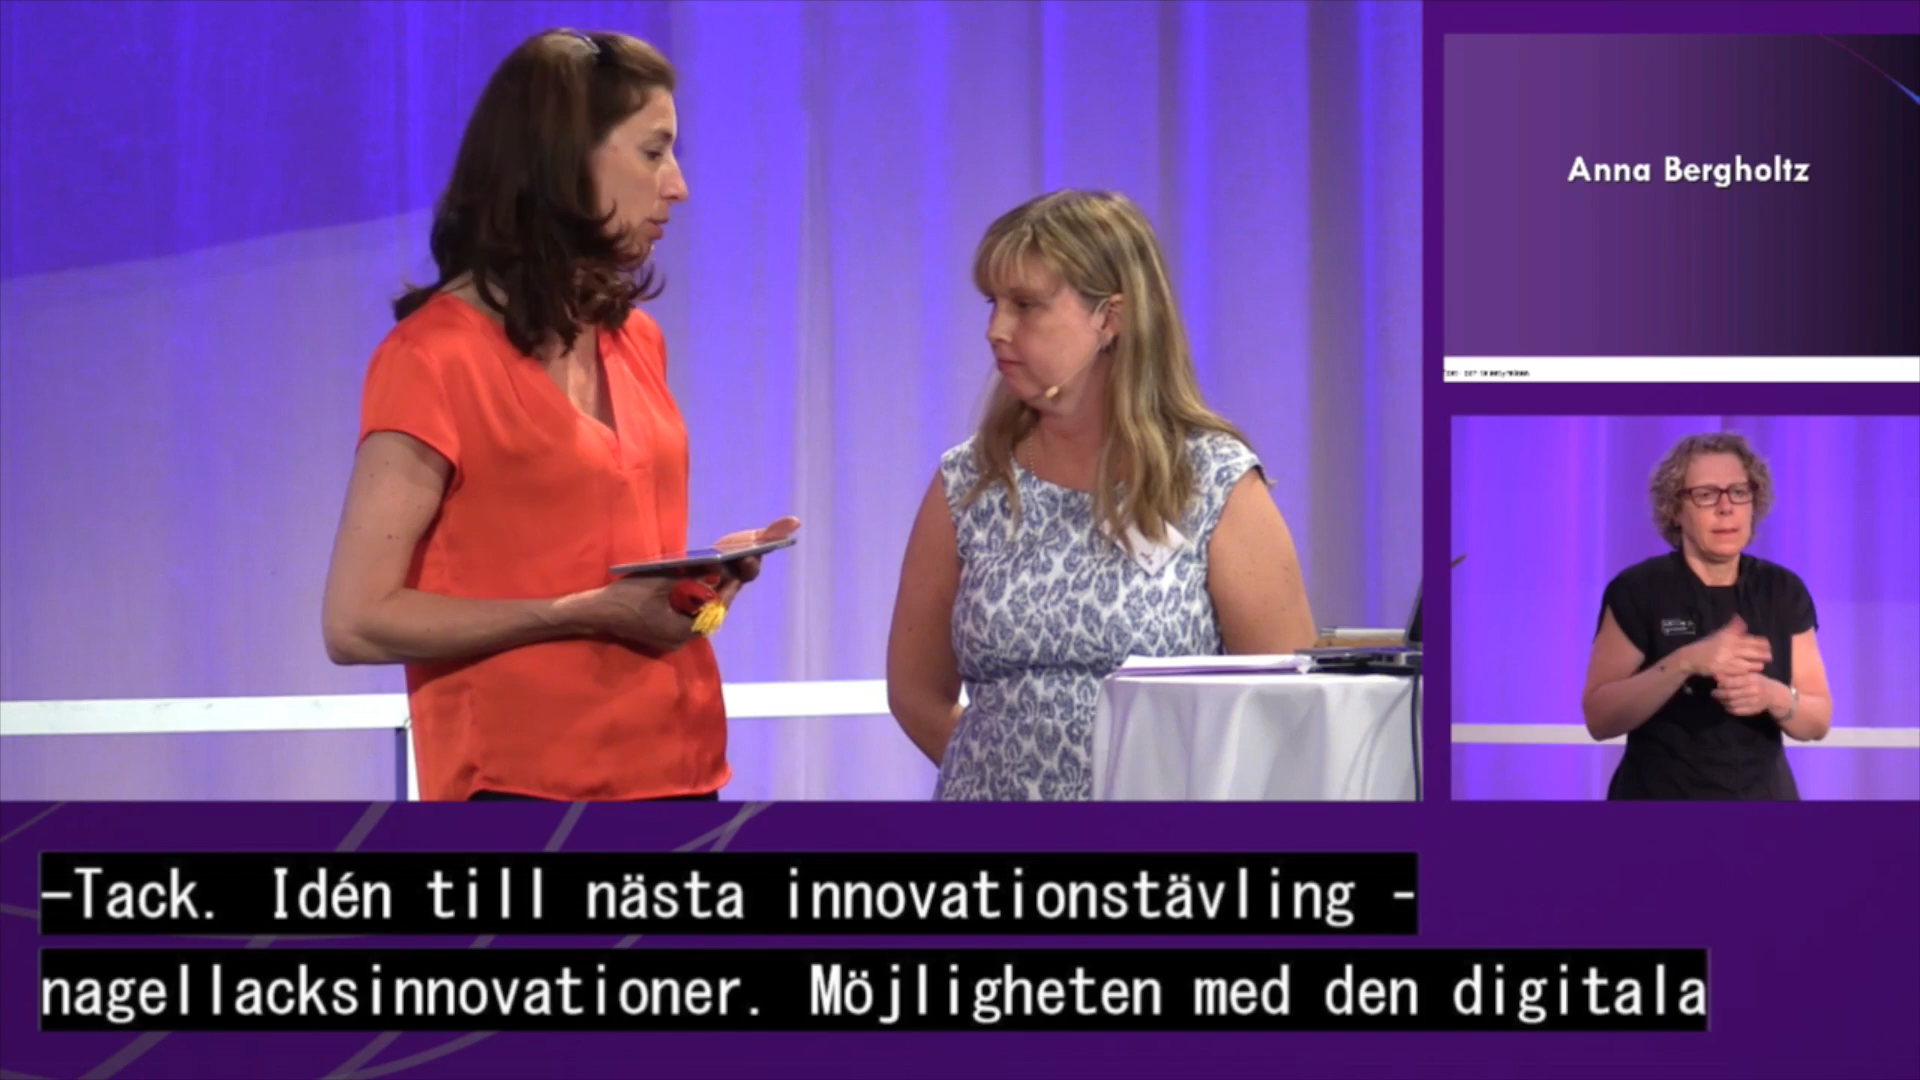 Anna Bergholtz
–Tack. Idén till nästa innovationstävling -
nagellacksinnovationer. Möjligheten med den digitala